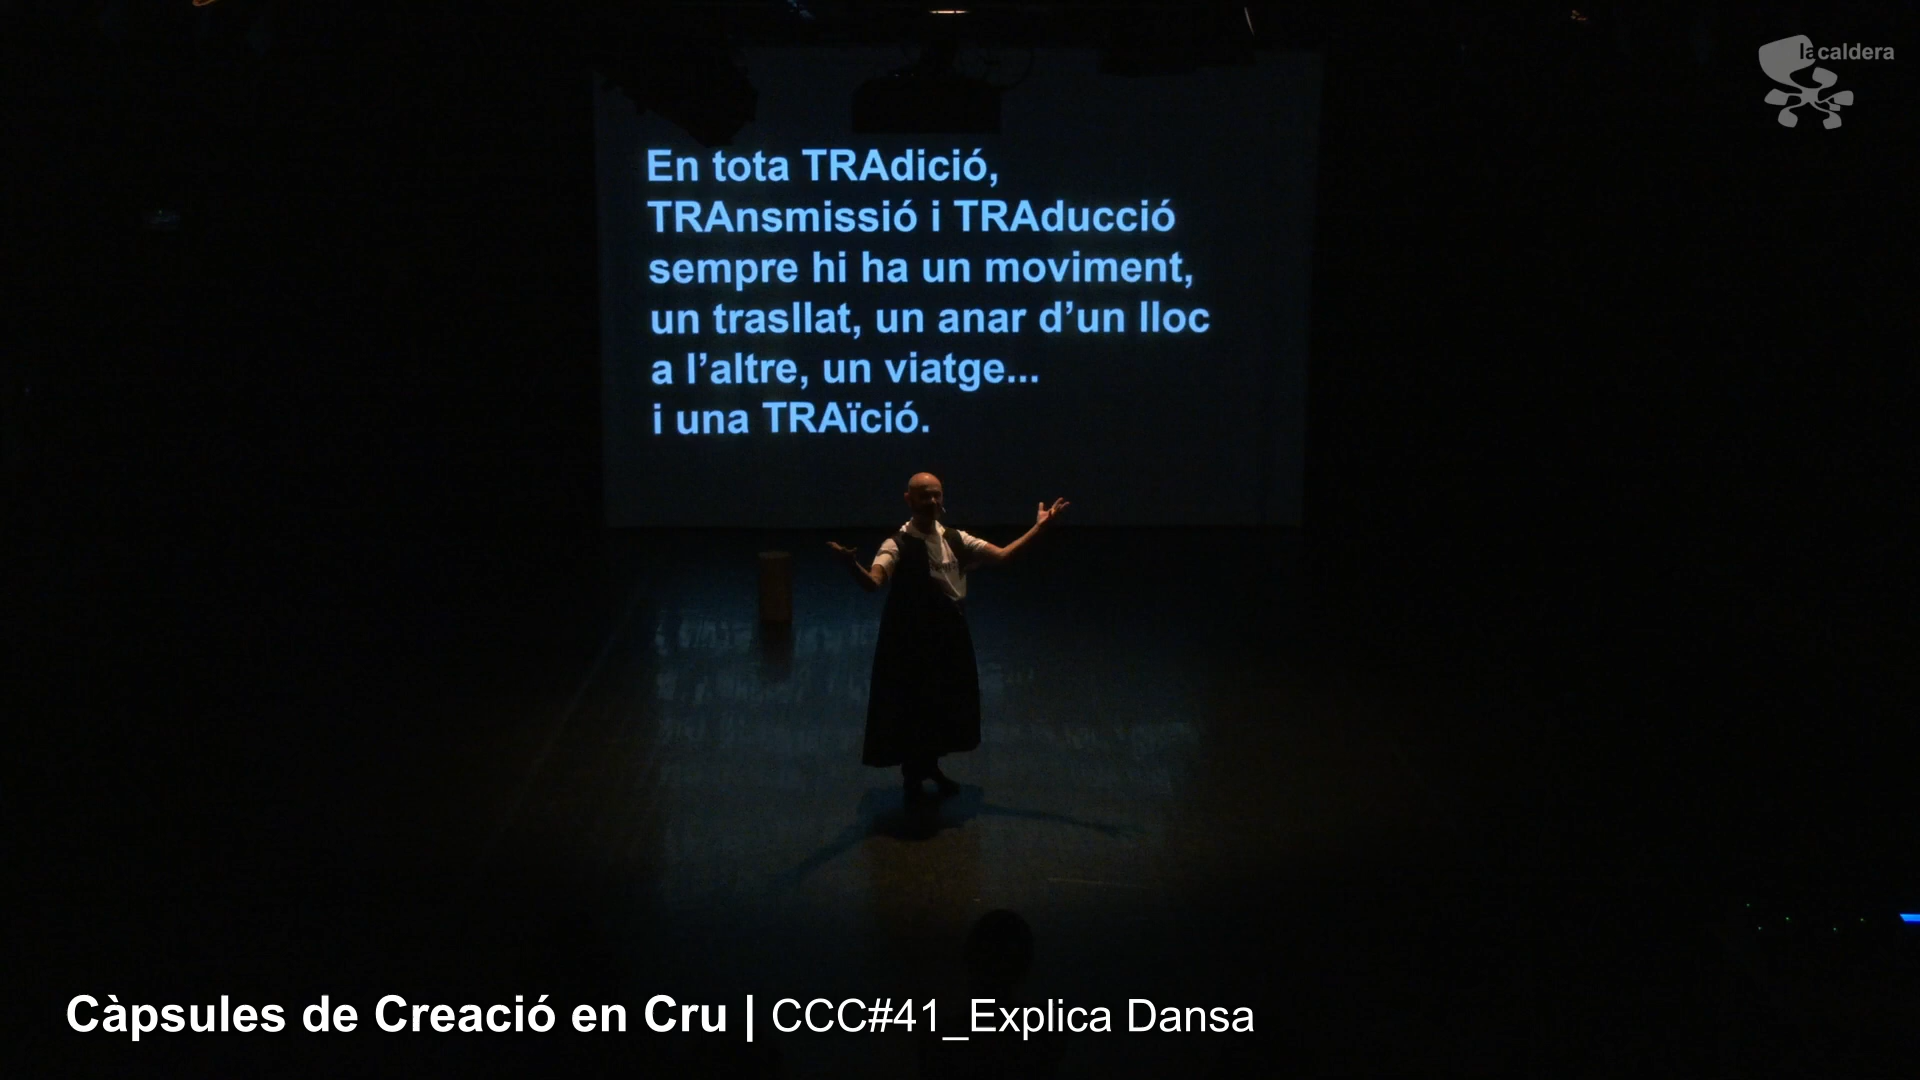 lacaldera
En tota TRAdició,
TRAnsmissió i TRAducció
sempre hi ha un moviment,
un trasllat, un anar d’un lloc
a l’altre, un viatge...
i una TRAïció.
Càpsules de Creació en Cru | CCC#41_Explica Dansa